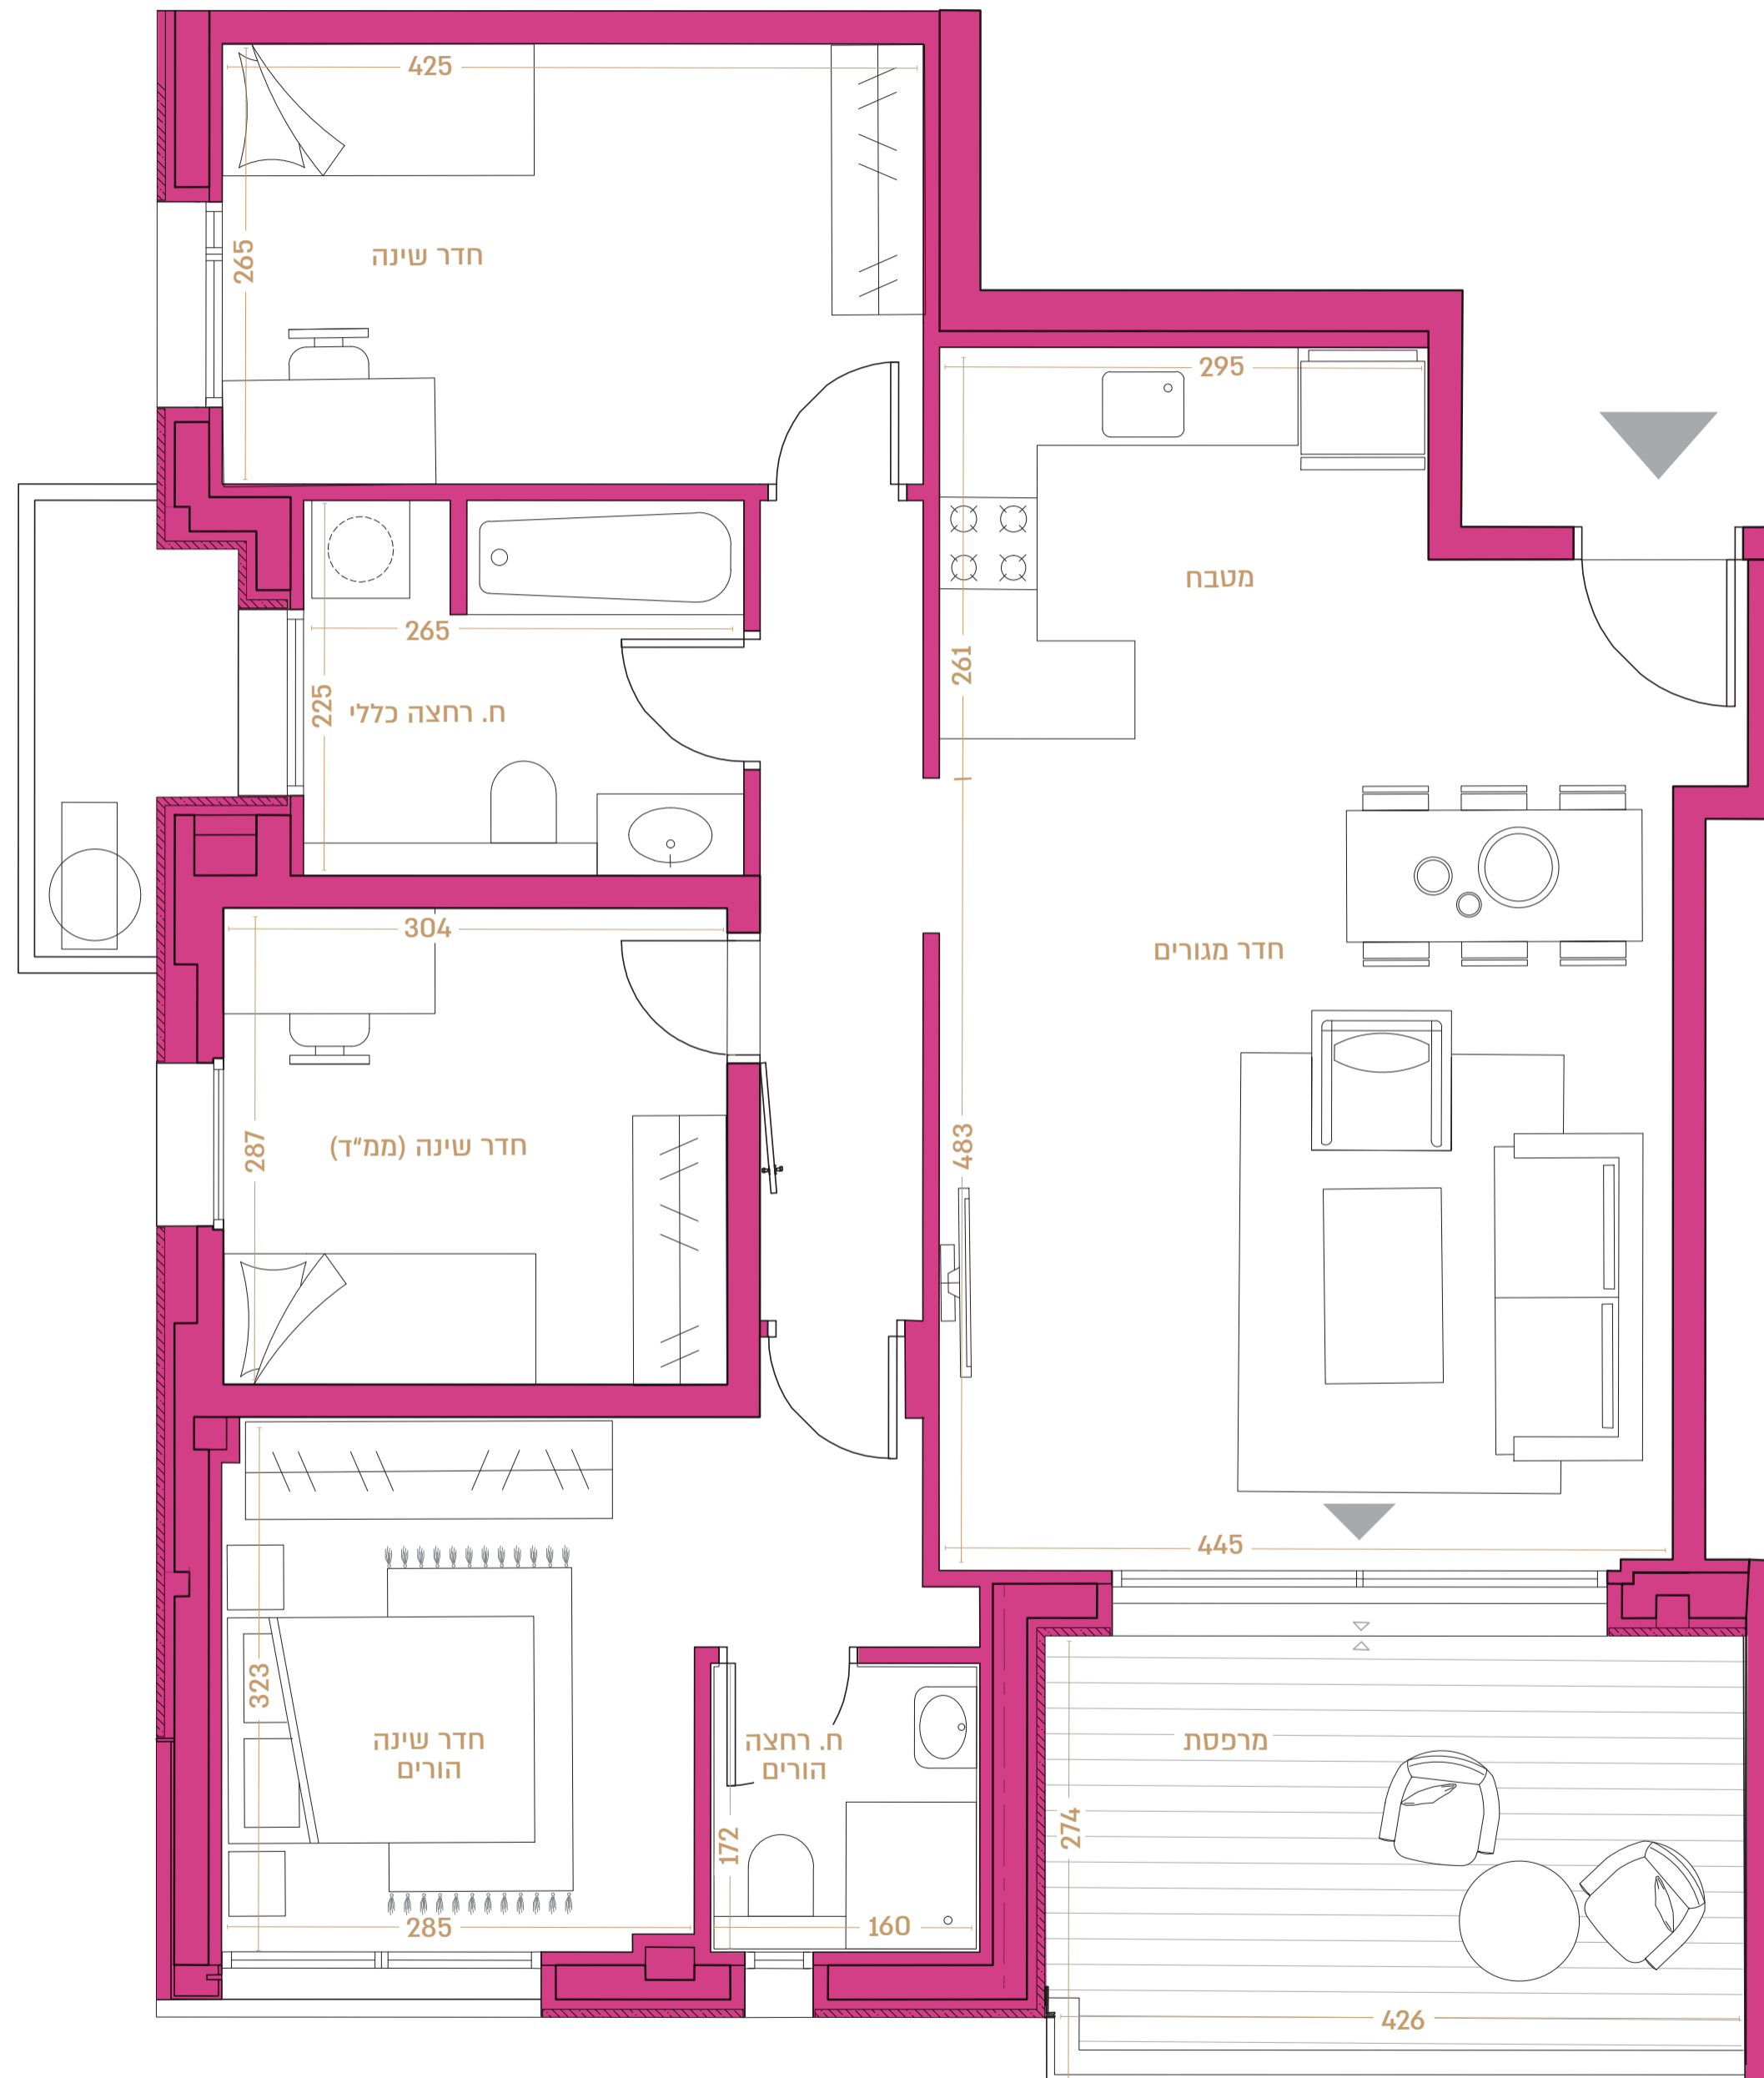 425
265
חדר שינה
295
261
מטבח
265
225
ח. רחצה כללי
304
חדר מגורים
287
חדר שינה (ממ״ד)
483
445
323
חדר שינה
הורים
ח. רחצה
הורים
מרפסת
172
274
285
160
426